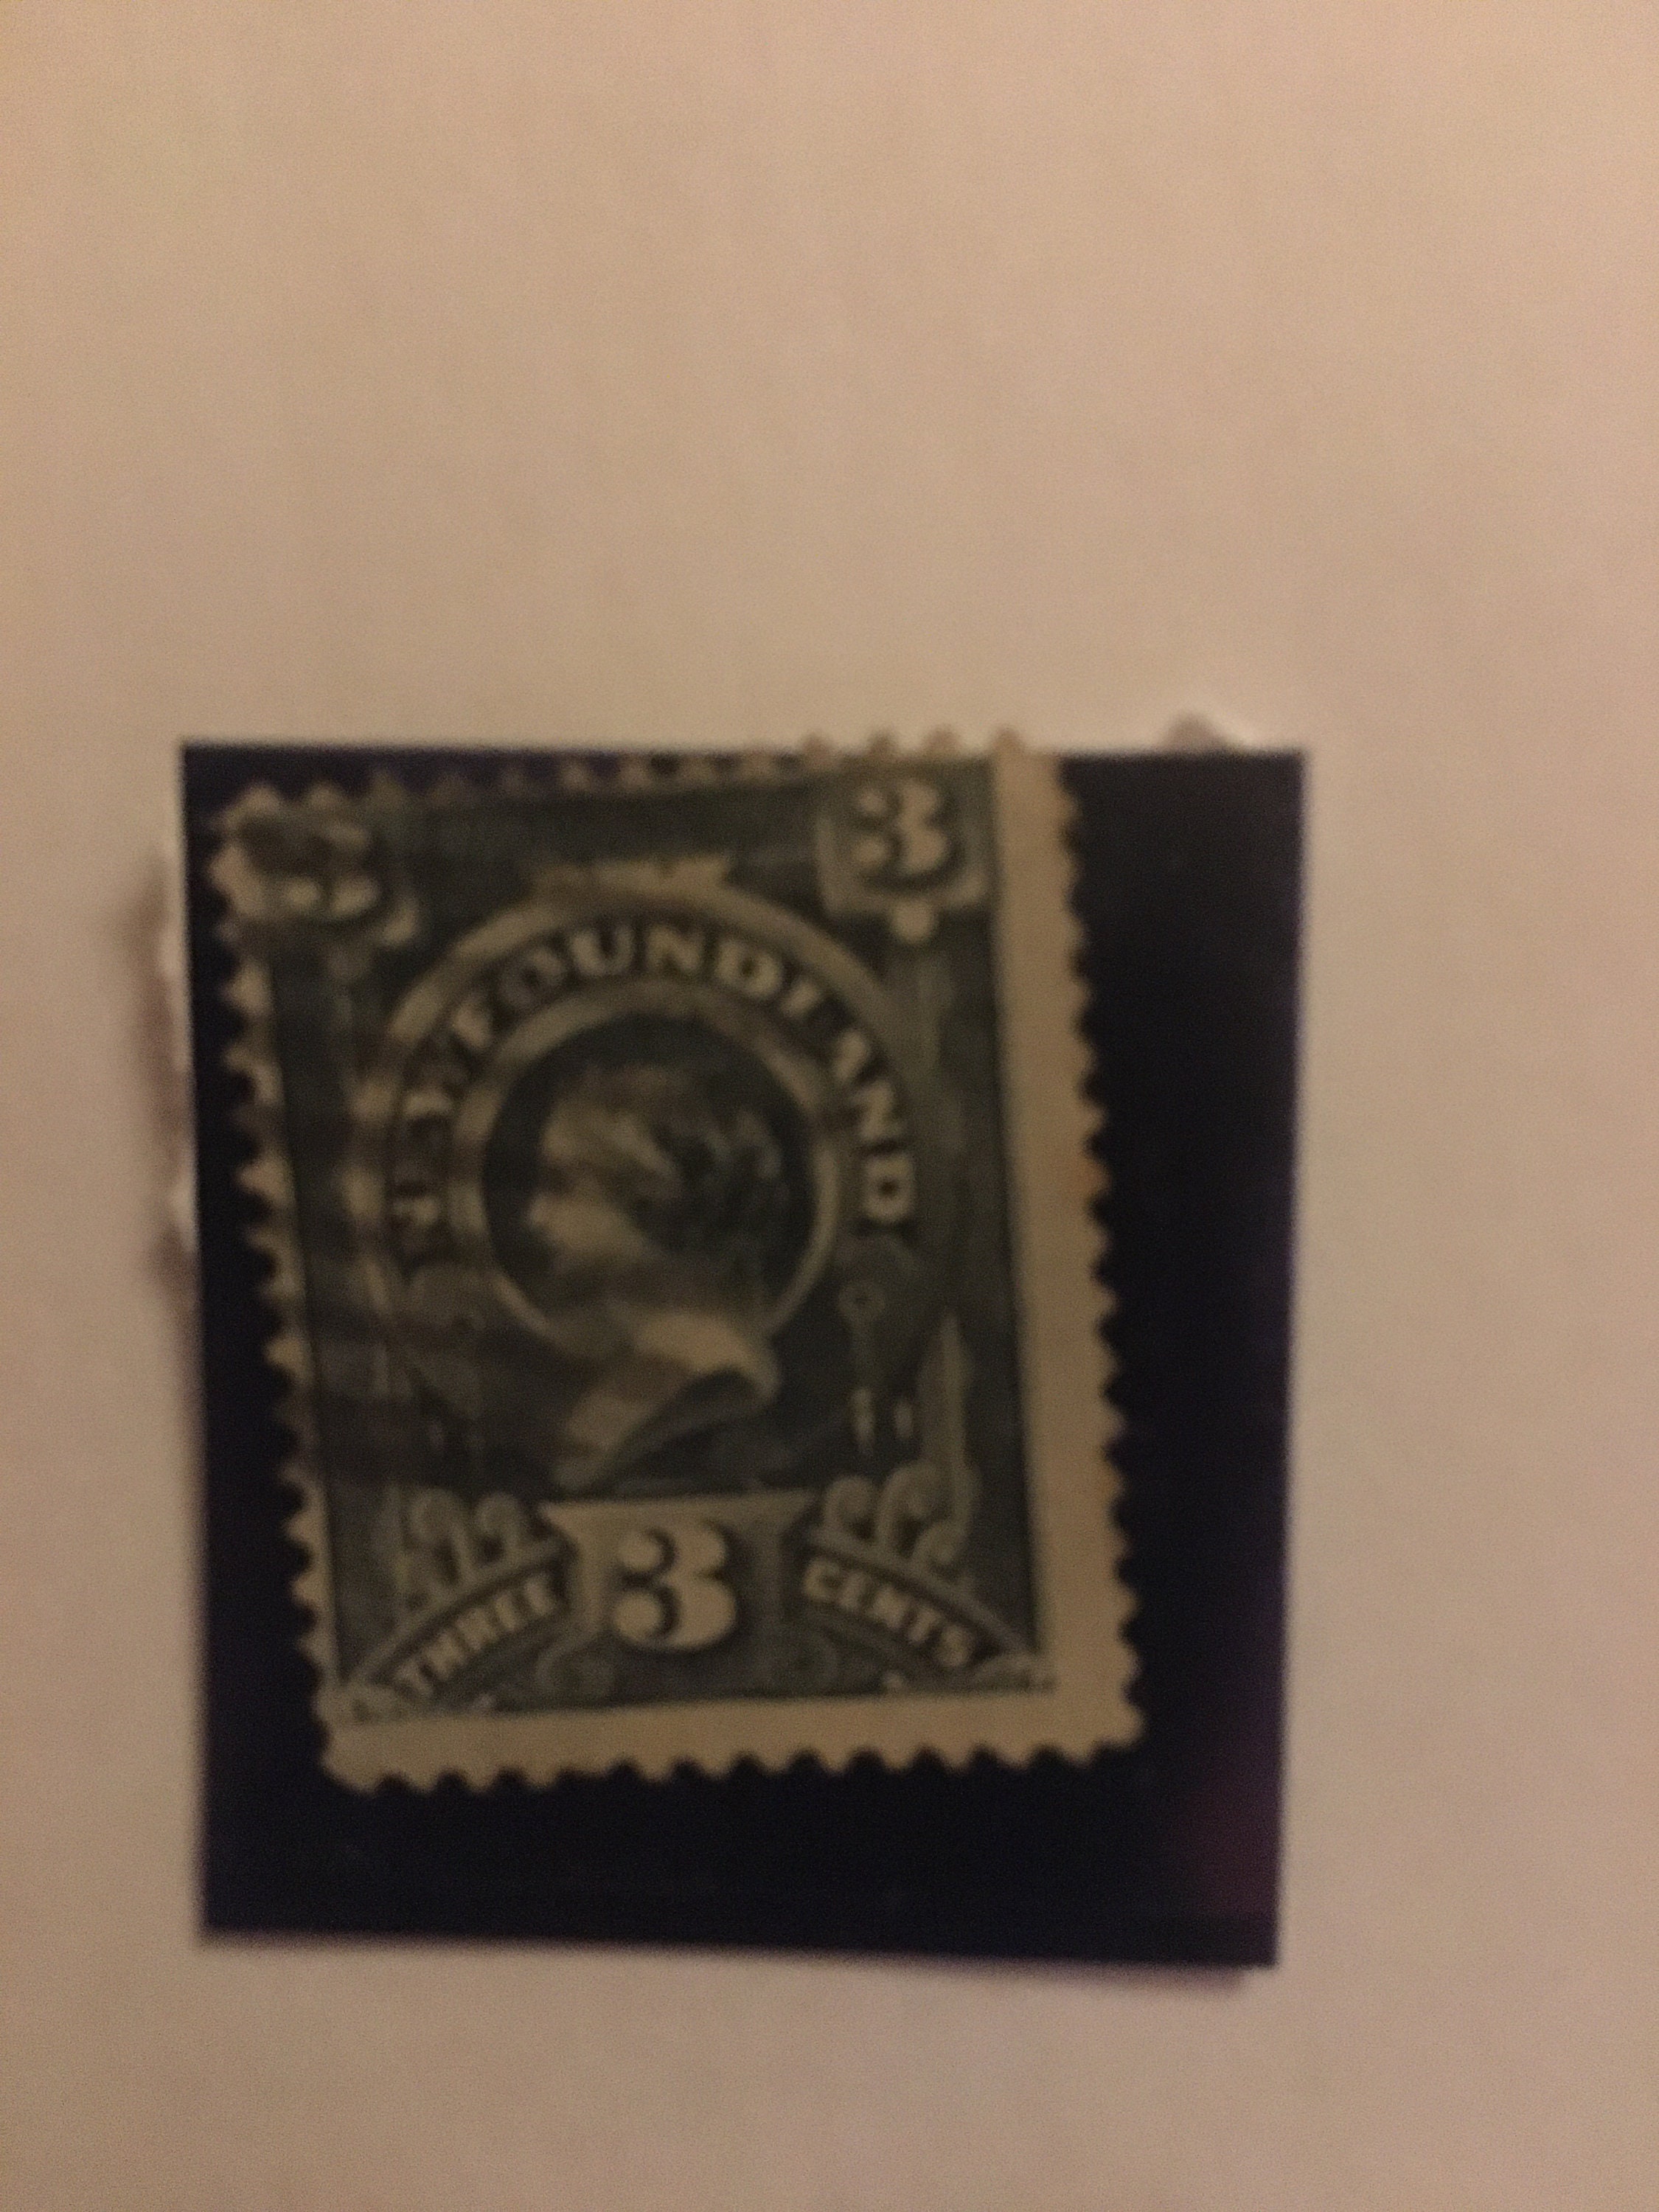 3 3
NEWFOUNDLAND
THREE 3 CENTS